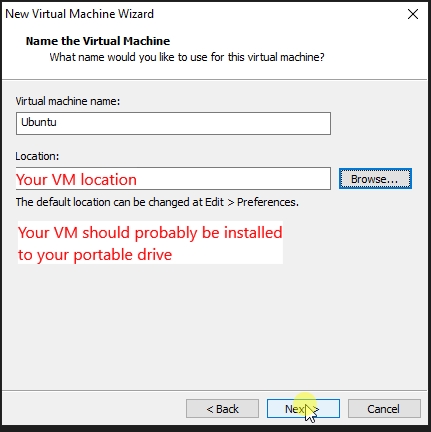 New Virtual Machine Wizard
Name the Virtual Machine
What name would you like to use for this virtual machine?
Virtual machine name:
Ubuntu
Location:
Your VM location
Browse...
The default location can be changed at Edit > Preferences.
Your VM should probably be installed
to your portable drive
< Back
Next >
Cancel